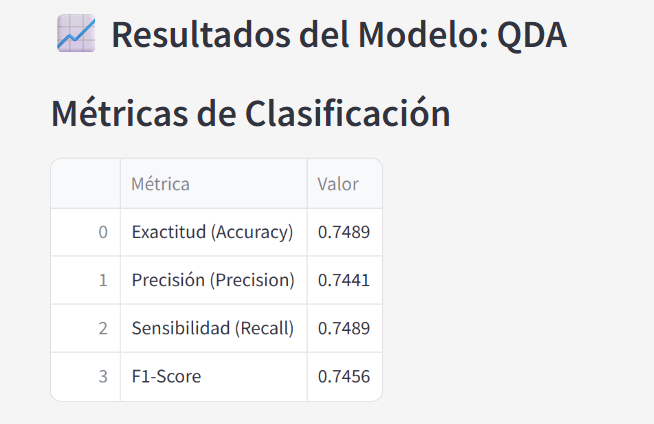 Resultados del Modelo: QDA
Métricas de Clasificación
Métrica Valor
0 Exactitud (Accuracy) 0.7489
1 Precisión (Precision) 0.7441
2 Sensibilidad (Recall) 0.7489
3 F1-Score 0.7456